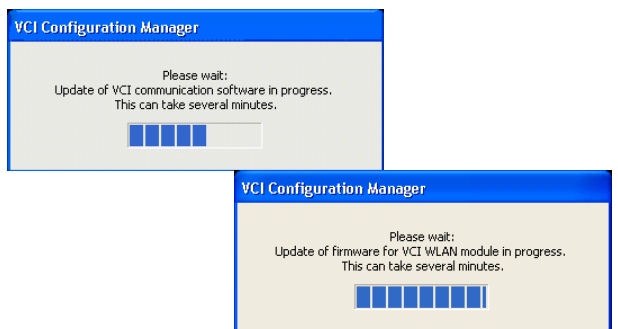 VCI Configuration Manager
Please wait:
Update of VCI communication software in progress.
This can take several minutes.
VCI Configuration Manager
Please wait:
Update of firmware for VCI WLAN module in progress.
This can take several minutes.